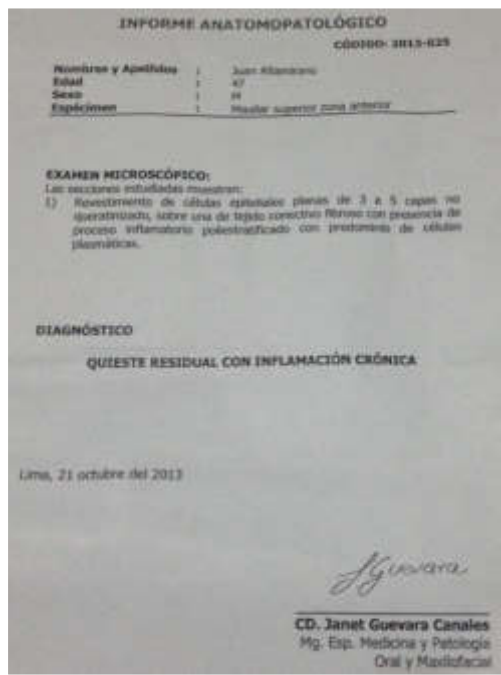 INFORME ANATOMOPATOLÓGICO
CÓDIGO: 2013-025
Nombres y Apellidos : Juan Altamirano
Edad : 47
Sexo : M
Espécimen : Maxilar superior zona anterior
EXAMEN MICROSCÓPICO:
Las secciones estudiadas muestran:
1) Revestimiento de células epiteliales planas de 3 a 5 capas no
queratinizado, sobre una de tejido conectivo fibroso con presencia de
proceso inflamatorio poliestratificado con predominio de células
plasmáticas.
DIAGNÓSTICO
QUIESTE RESIDUAL CON INFLAMACIÓN CRÓNICA
Lima, 21 octubre del 2013
JGuevara
CD. Janet Guevara Canales
Mg. Esp. Medicina y Patología
Oral y Maxilofacial